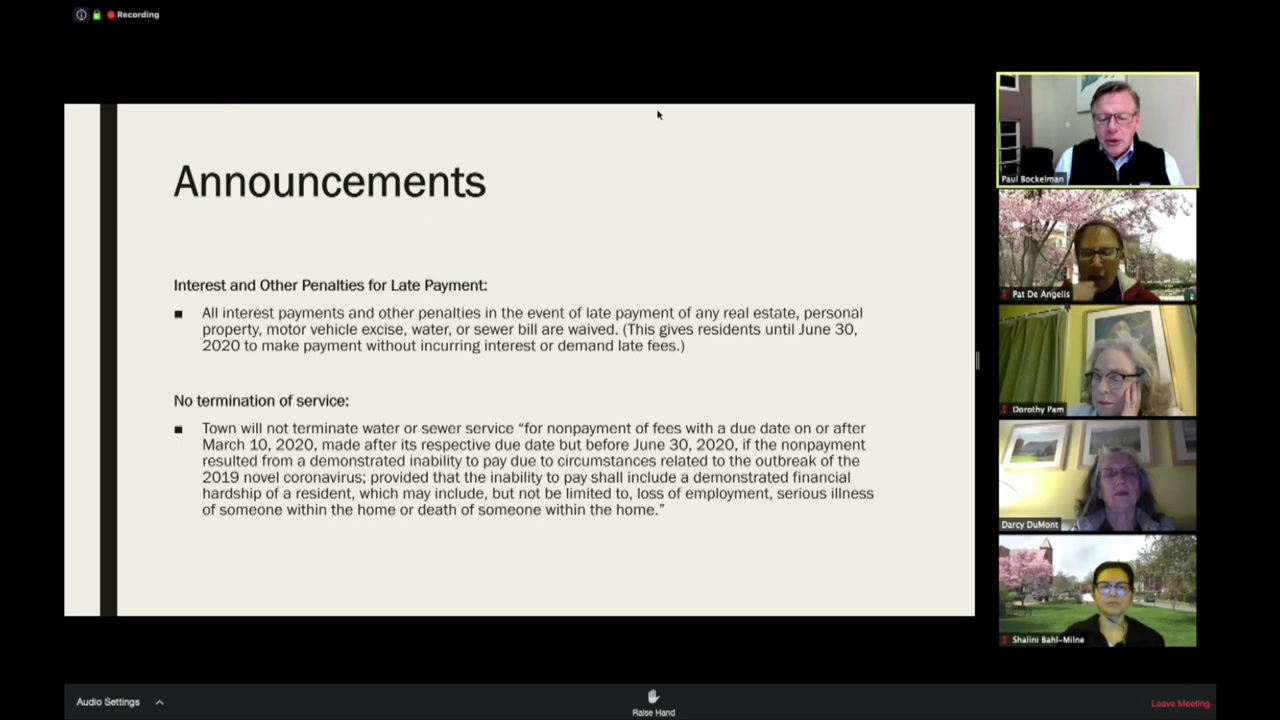 Recording
Announcements
Interest and Other Penalties for Late Payment:
■ All interest payments and other penalties in the event of late payment of any real estate, personal
property, motor vehicle excise, water, or sewer bill are waived. (This gives residents until June 30,
2020 to make payment without incurring interest or demand late fees.)
No termination of service:
■ Town will not terminate water or sewer service “for nonpayment of fees with a due date on or after
March 10, 2020, made after its respective due date but before June 30, 2020, if the nonpayment
resulted from a demonstrated inability to pay due to circumstances related to the outbreak of the
2019 novel coronavirus; provided that the inability to pay shall include a demonstrated financial
hardship of a resident, which may include, but not be limited to, loss of employment, serious illness
of someone within the home or death of someone within the home.”
Paul Bockelman
Pat De Angelis
Dorothy Pam
Darcy DuMont
Shalini Bahl-Milne
Audio Settings
Raise Hand
Leave Meeting